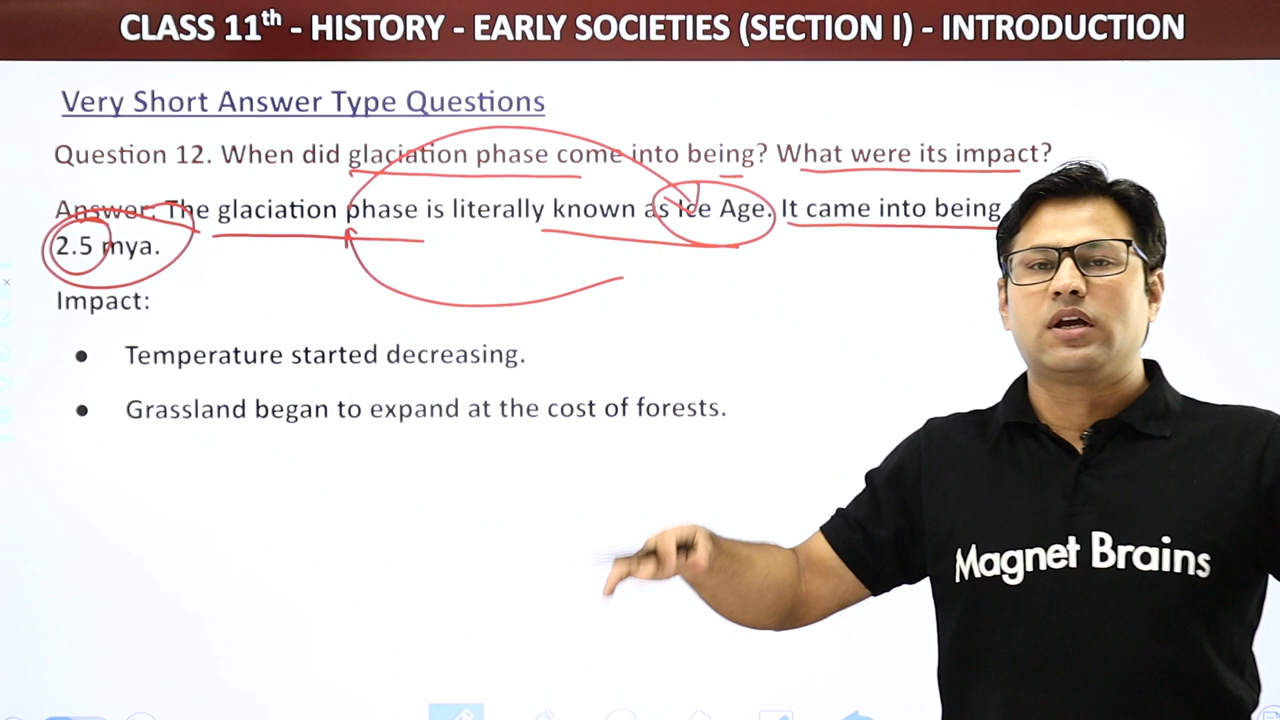 CLASS 11th - HISTORY - EARLY SOCIETIES (SECTION I) - INTRODUCTION
Very Short Answer Type Questions
Question 12. When did glaciation phase come into being? What were its impact?
Answer: The glaciation phase is literally known as Ice Age. It came into being
2.5 mya.
Impact:
● Temperature started decreasing.
● Grassland began to expand at the cost of forests.
Magnet Brains